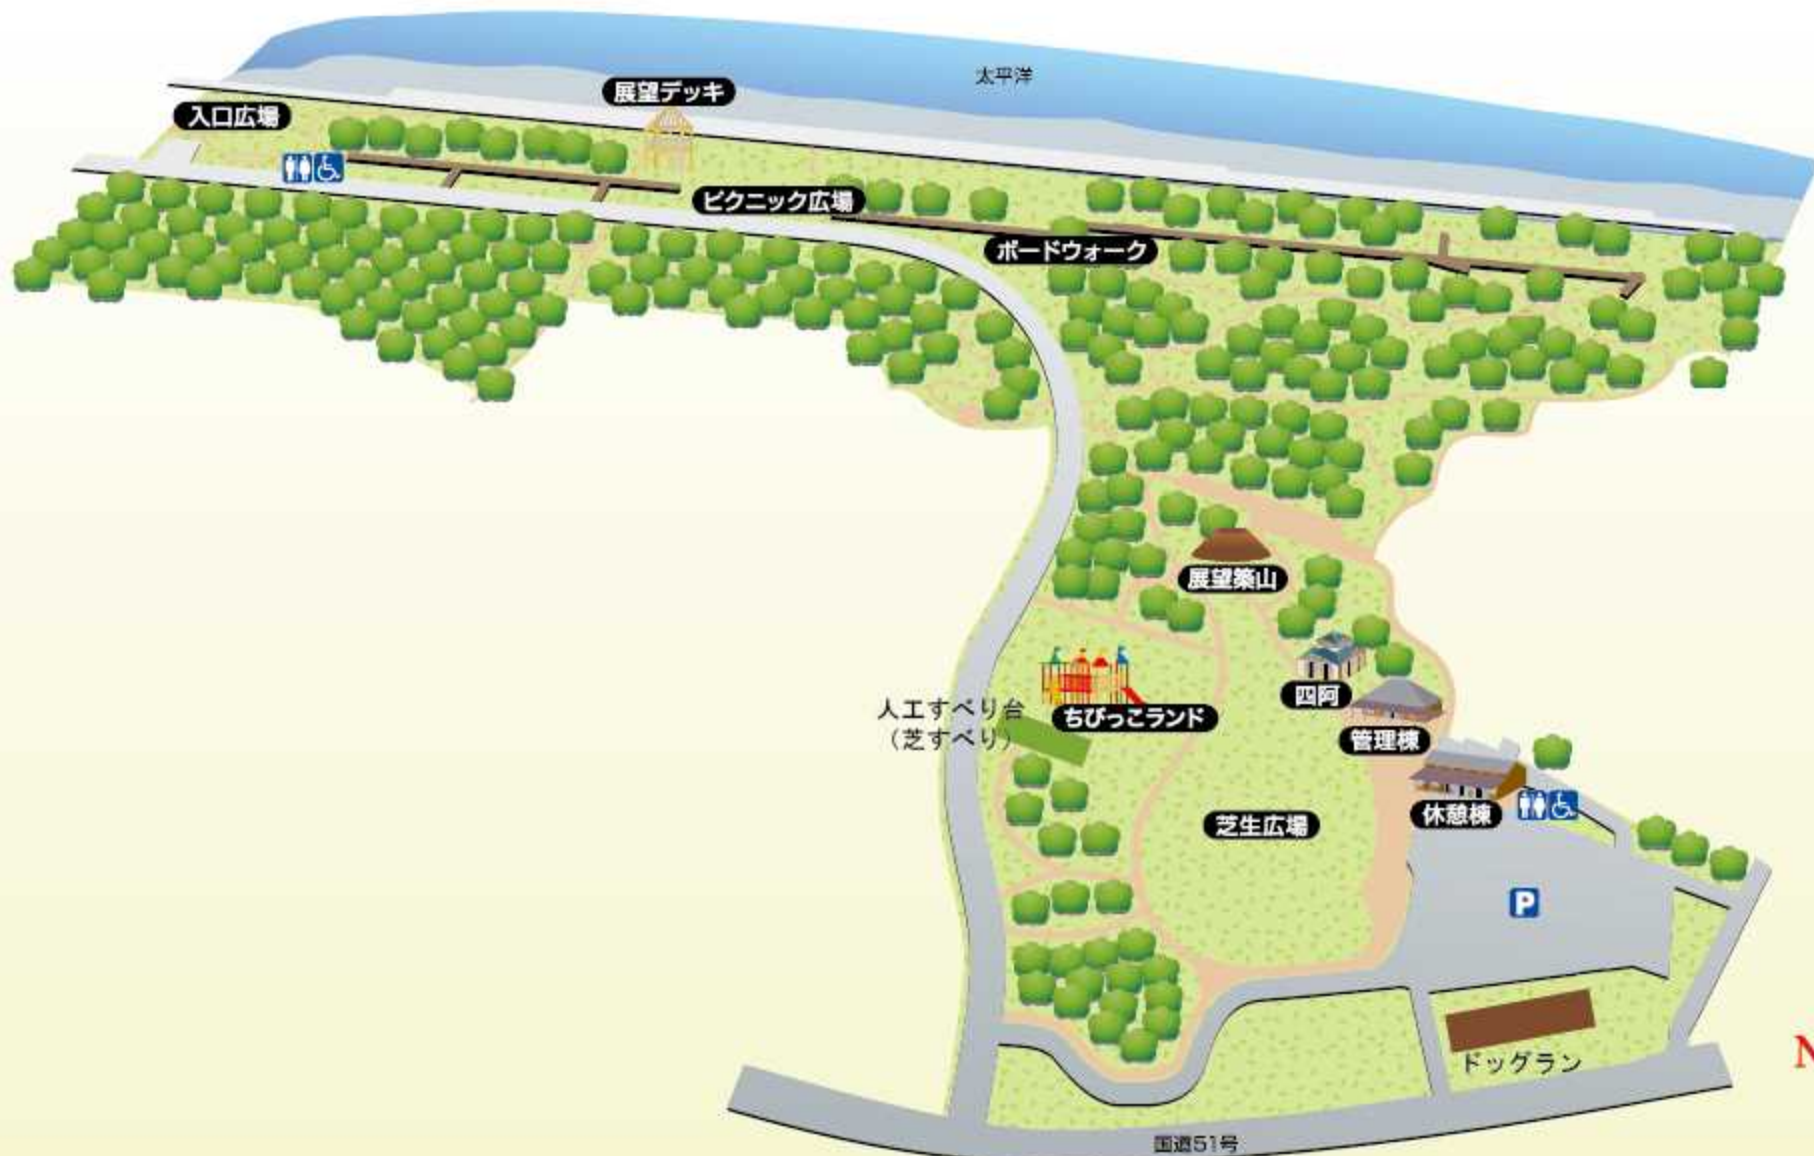 太平洋
展望デッキ
入口広場
ピクニック広場
ボードウォーク
展望築山
四阿
人工すべり台
（芝すべり）
ちびっこランド
管理棟
休憩棟
芝生広場
P
ドッグラン
国道51号
N